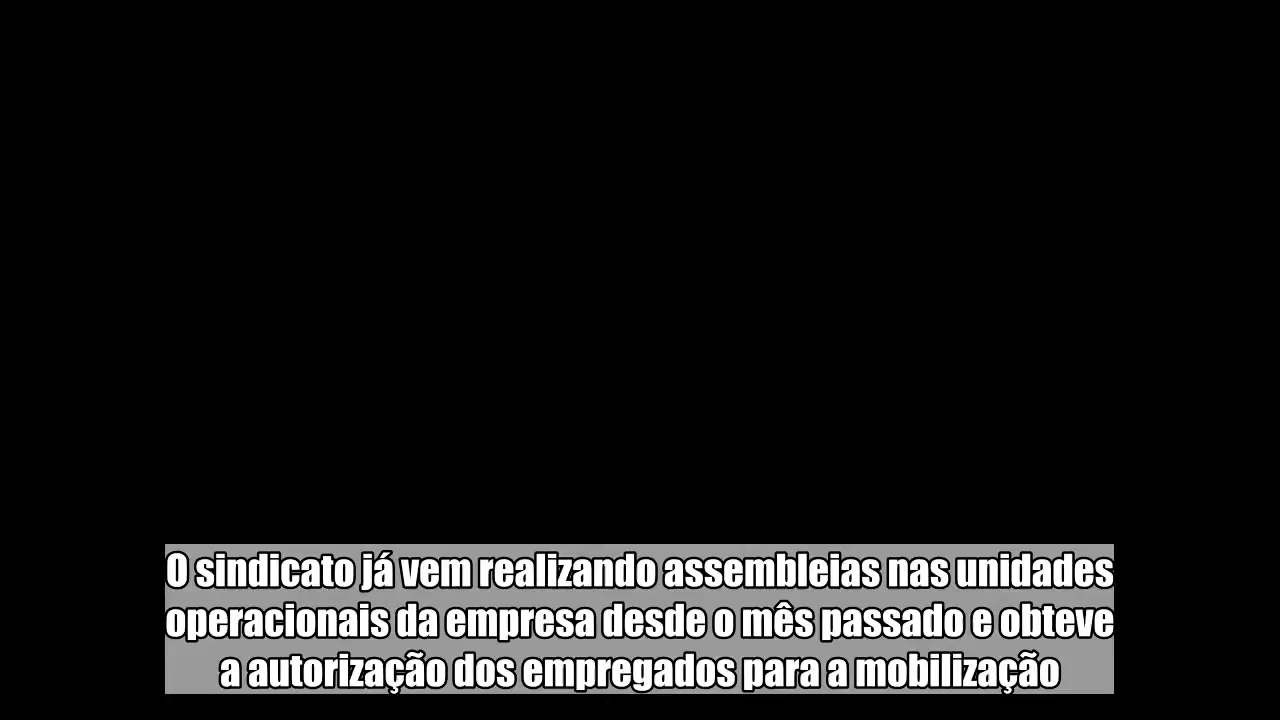 O sindicato já vem realizando assembleias nas unidades
operacionais da empresa desde o mês passado e obteve
a autorização dos empregados para a mobilização